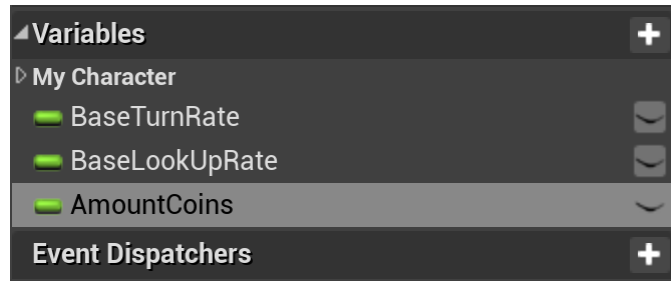 Variables
My Character
BaseTurnRate
BaseLookUpRate
AmountCoins
Event Dispatchers